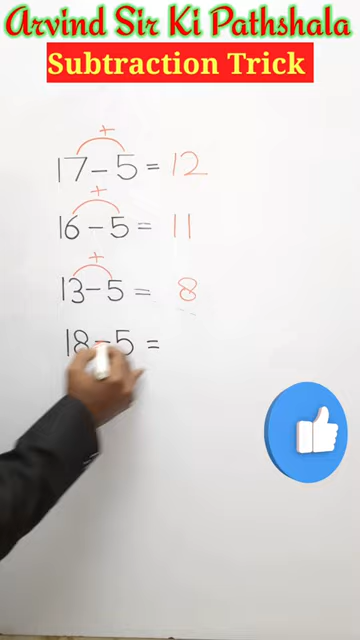 Arvind Sir Ki Pathshala
Subtraction Trick
+
17 - 5 = 12
+
16 - 5 = 11
+
13 - 5 = 8
18 - 5 =